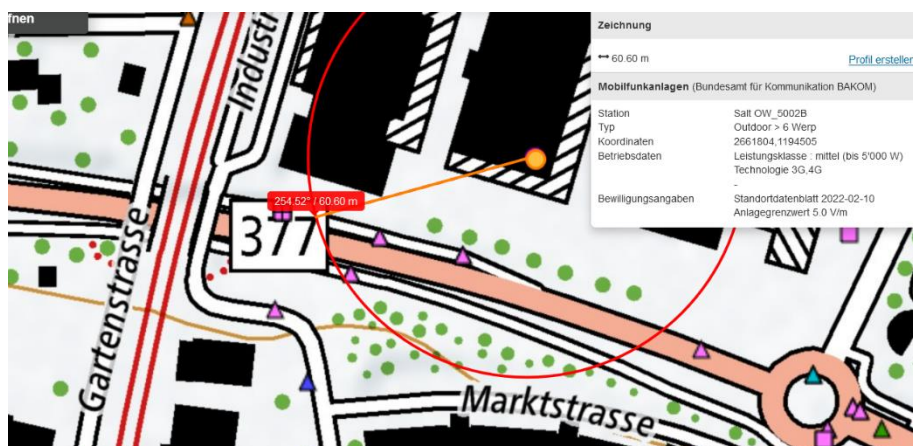 fnen
Industr
Zeichnung
60.60 m
Profil ersteller
Mobilfunkanlagen (Bundesamt für Kommunikation BAKOM)
Station Salt OW_5002B
Typ Outdoor > 6 Werp
Koordinaten 2661804,1194505
Betriebsdaten Leistungsklasse : mittel (bis 5'000 W)
Technologie 3G,4G
-
Bewilligungsangaben Standortdatenblatt 2022-02-10
Anlagegrenzwert 5.0 V/m
254.52° / 60.60 m
377
Gartenstrasse
Marktstrasse